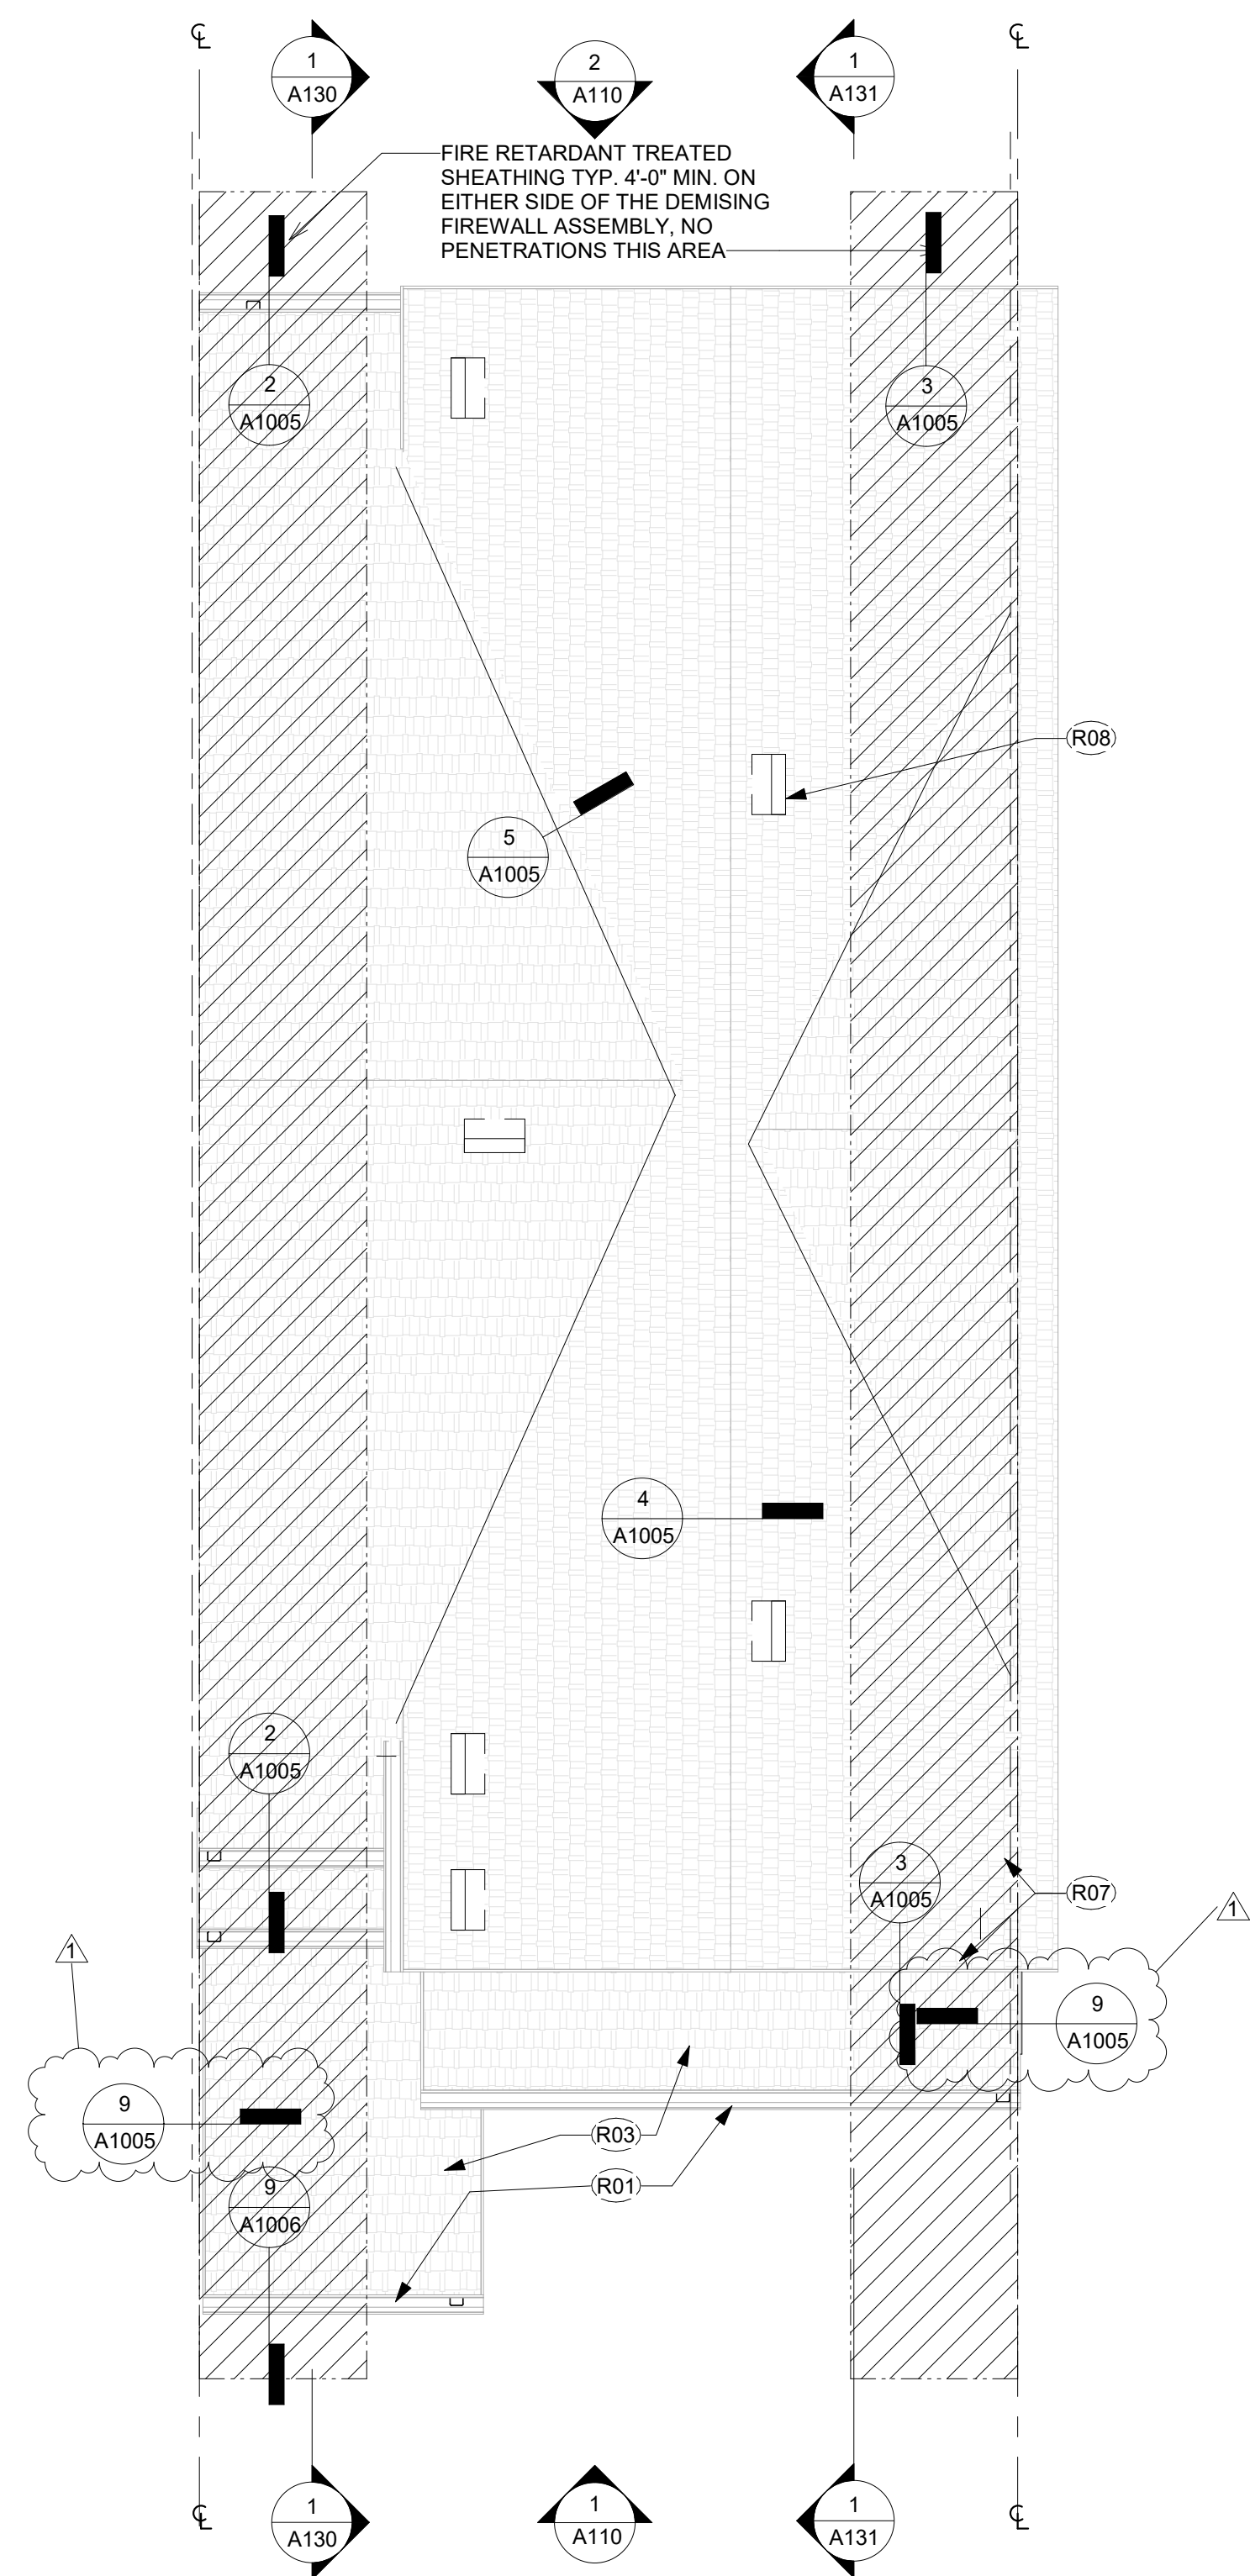 ℄
1
A130
2
A110
1
A131
℄
FIRE RETARDANT TREATED
SHEATHING TYP. 4'-0" MIN. ON
EITHER SIDE OF THE DEMISING
FIREWALL ASSEMBLY, NO
PENETRATIONS THIS AREA
2
A1005
3
A1005
R08
5
A1005
4
A1005
2
A1005
3
A1005
R07
1
1
9
A1005
9
A1005
R03
R01
9
A1006
℄
1
A130
1
A110
1
A131
℄